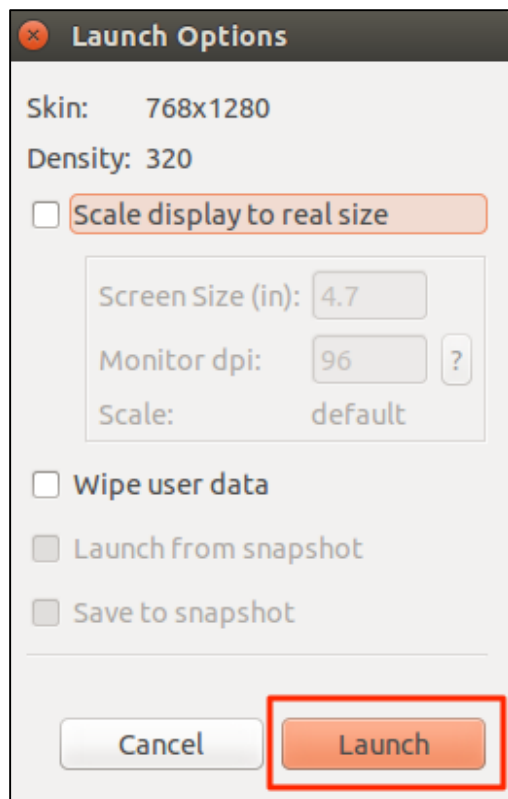 Launch Options
Skin: 768x1280
Density: 320
Scale display to real size
Screen Size (in): 4.7
Monitor dpi: 96 ?
Scale: default
Wipe user data
Launch from snapshot
Save to snapshot
Cancel Launch